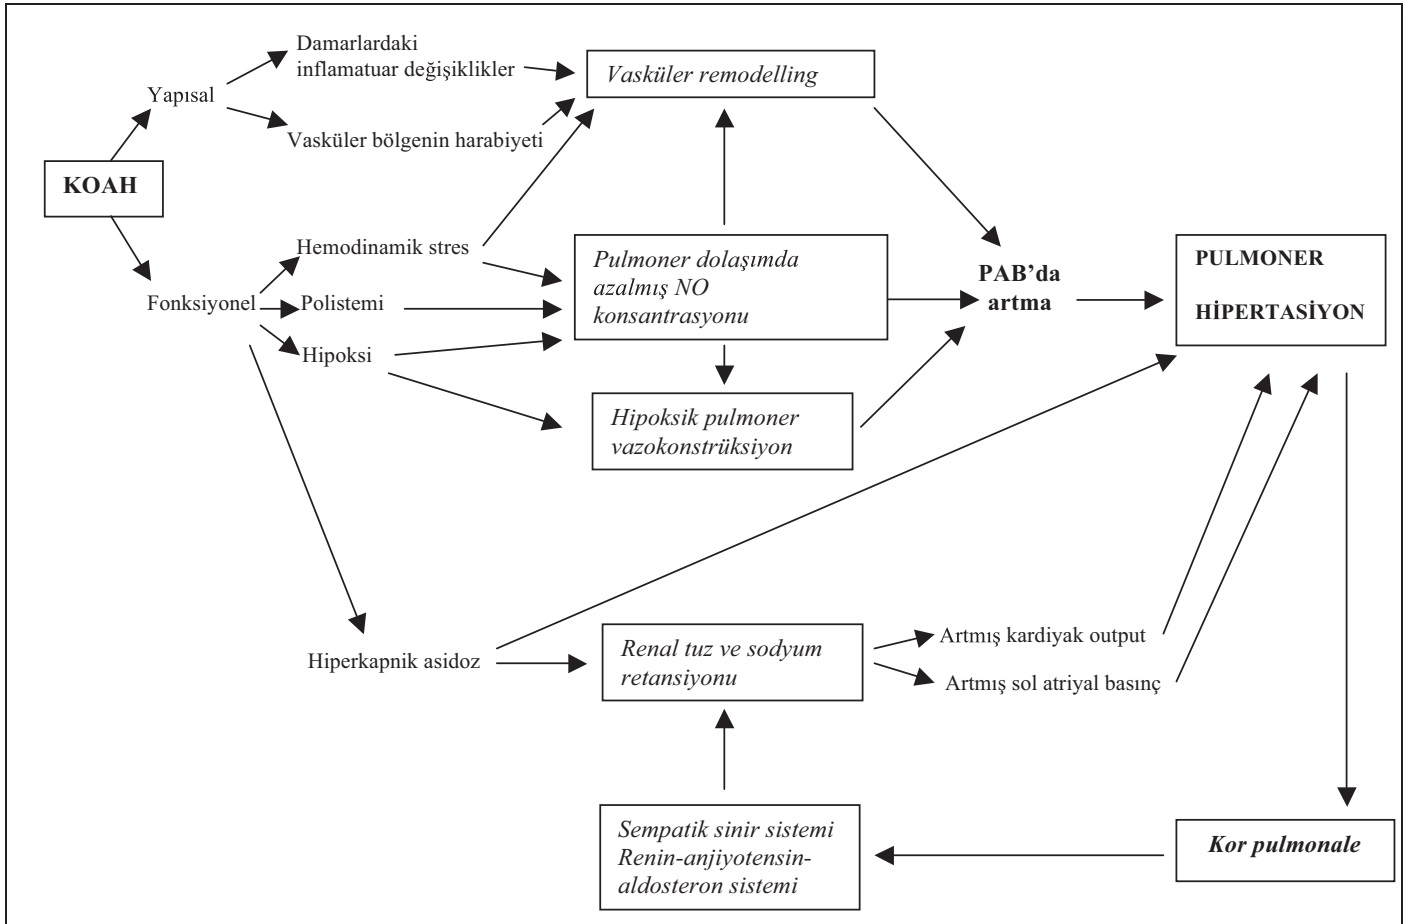 Damarlardaki
inflamatuar değişiklikler
Vasküler remodelling
Yapısal
Vasküler bölgenin harabiyeti
KOAH
Hemodinamik stres
Fonksiyonel
Polistemi
Hipoksi
Pulmoner dolaşımda
azalmış NO
konsantrasyonu
PAB’da
artma
PULMONER
HİPERTASİYON
Hipoksik pulmoner
vazokonstrüksiyon
Hiperkapnik asidoz
Renal tuz ve sodyum
retansiyonu
Artmış kardiyak output
Artmış sol atriyal basınç
Sempatik sinir sistemi
Renin-anjiyotensin-
aldosteron sistemi
Kor pulmonale